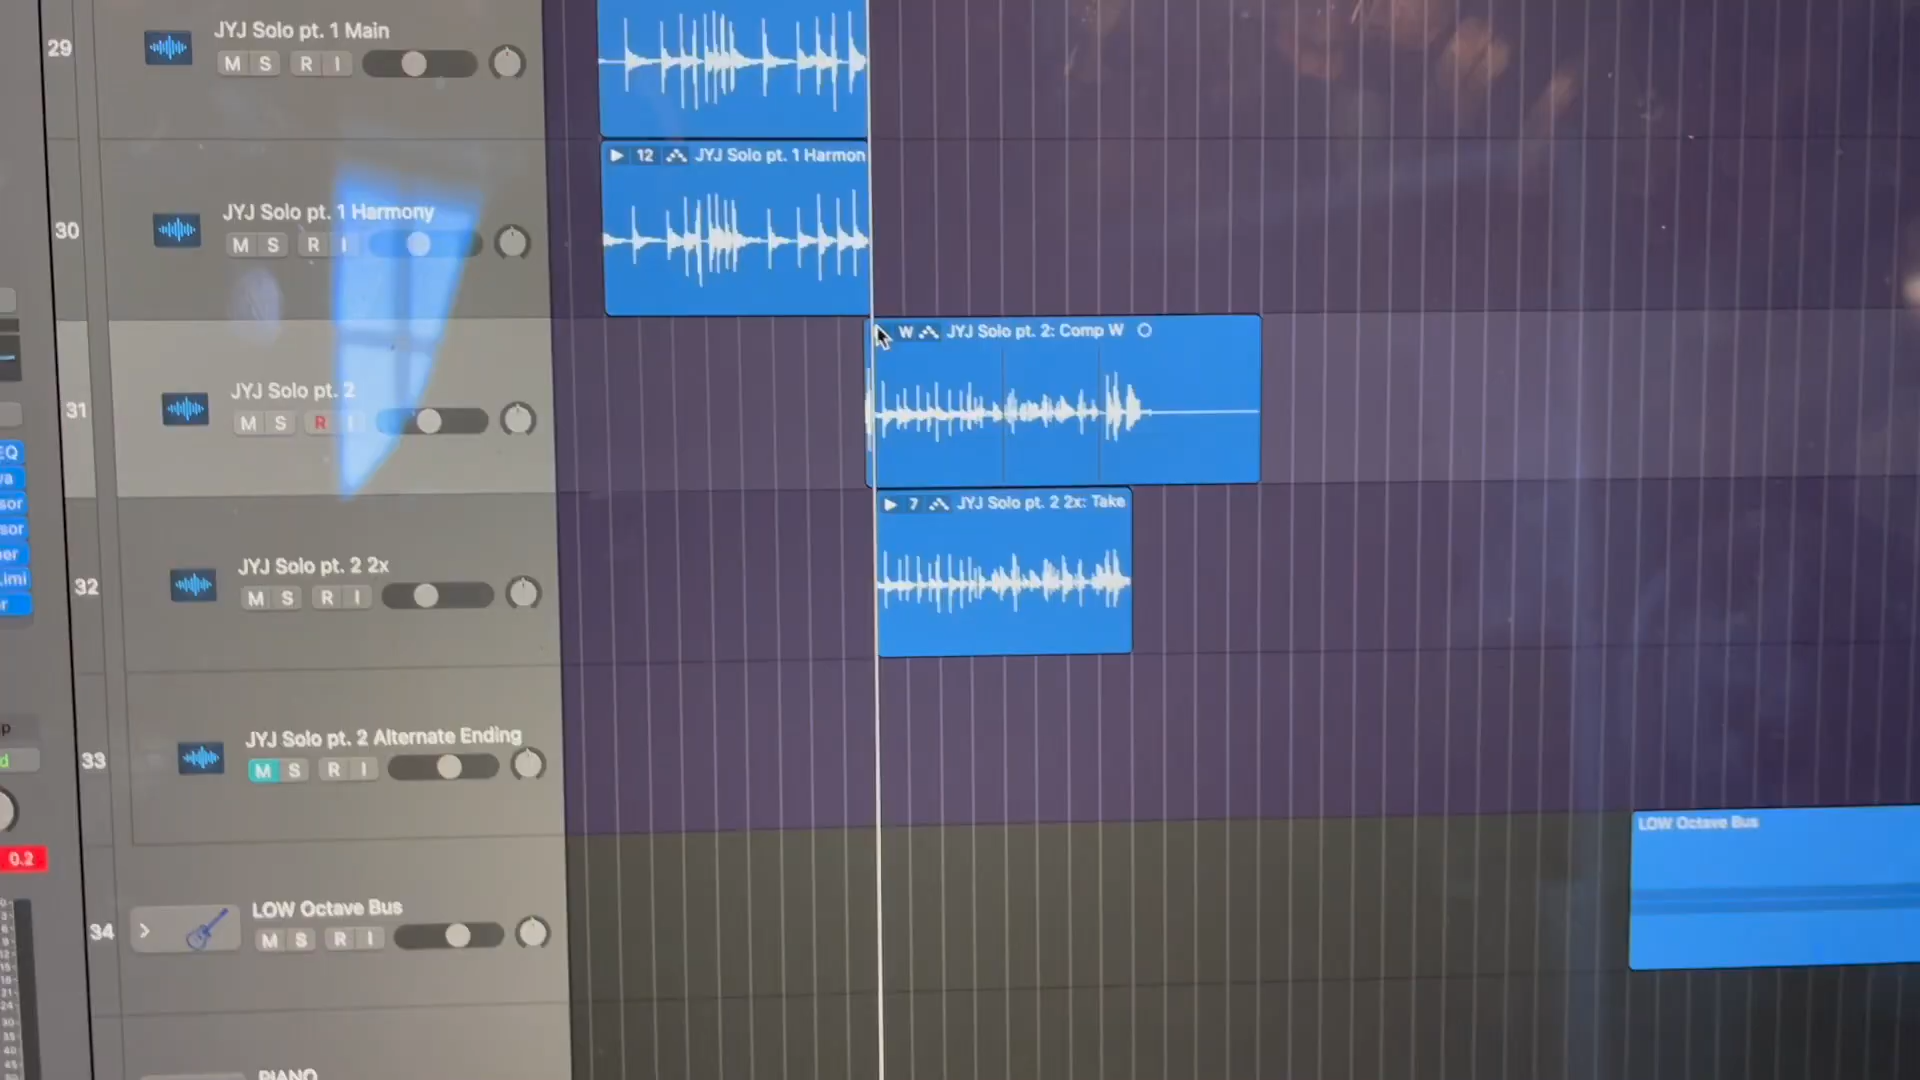 29
JYJ Solo pt. 1 Main
M S R I
12 JYJ Solo pt. 1 Harmon
30
JYJ Solo pt. 1 Harmony
M S R I
W JYJ Solo pt. 2: Comp W
31
JYJ Solo pt. 2
M S R I
EQ
sor
sor
7 JYJ Solo pt. 2 2x: Take
32
JYJ Solo pt. 2 2x
M S R I
33
JYJ Solo pt. 2 Alternate Ending
M S R I
LOW Octave Bus
0.2
34
LOW Octave Bus
M S R I
PIANO